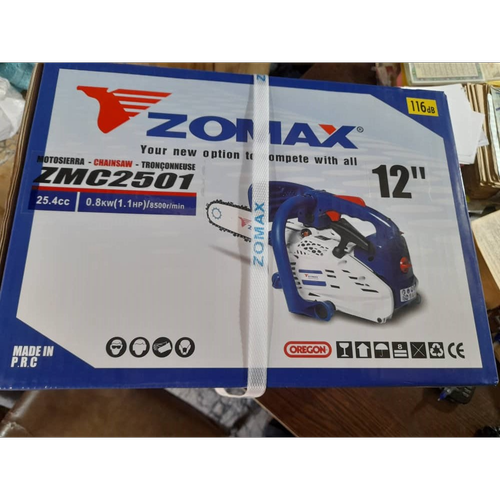 116dB
ZOMAX®
Your new option to compete with all
MOTOSIERRA - CHAINSAW - TRONÇONNEUSE
ZMC2501
12"
25.4cc 0.8KW(1.1HP)/8500r/min
ZOMAX
MADE IN
P.R.C
OREGON
8
CE